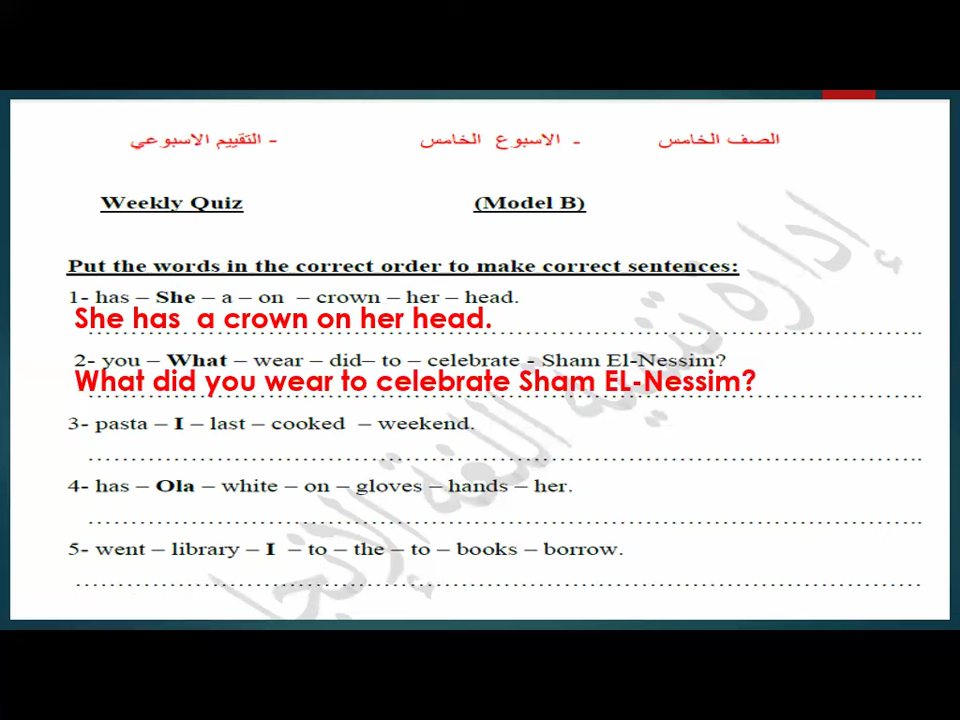 الصف الخامس - الاسبوع الخامس - التقييم الاسبوعي
Weekly Quiz (Model B)
Put the words in the correct order to make correct sentences:
1- has – She – a – on – crown – her – head.
She has a crown on her head.
2- you – What – wear – did– to – celebrate - Sham El-Nessim?
What did you wear to celebrate Sham EL-Nessim?
3- pasta – I – last – cooked – weekend.
4- has – Ola – white – on – gloves – hands – her.
5- went – library – I – to – the – to – books – borrow.
إدارة تنمية اللغة